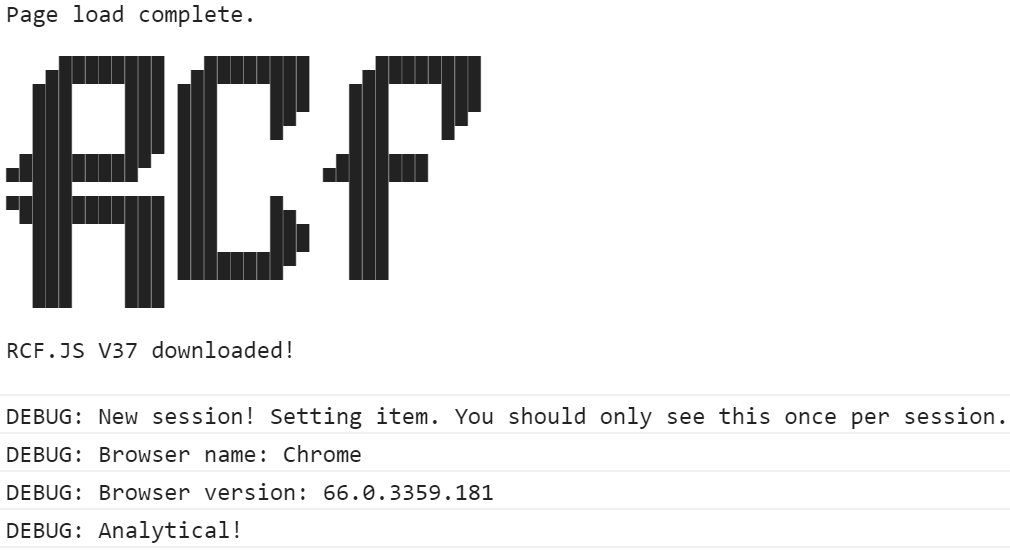 Page load complete.
RCF
RCF.JS V37 downloaded!
DEBUG: New session! Setting item. You should only see this once per session.
DEBUG: Browser name: Chrome
DEBUG: Browser version: 66.0.3359.181
DEBUG: Analytical!